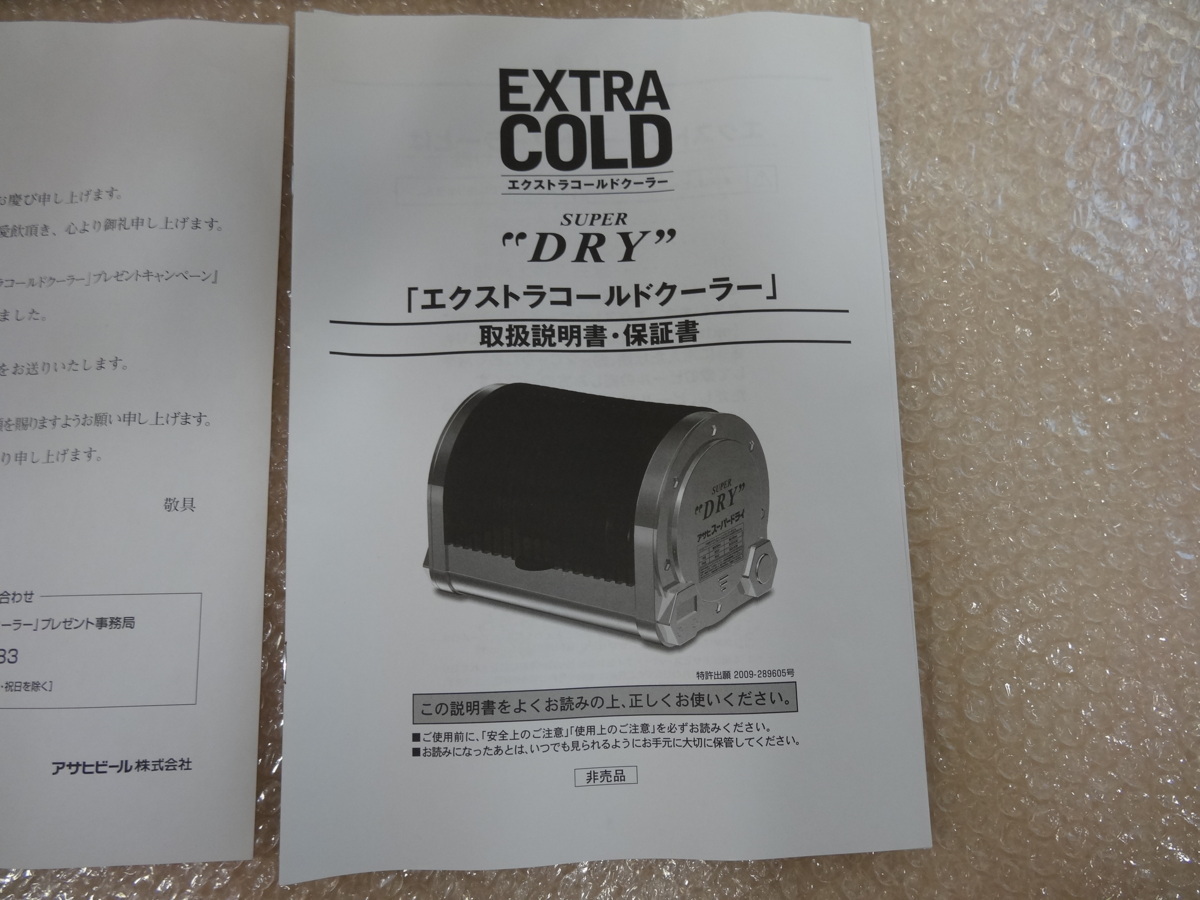 お慶び申し上げます。
愛飲頂き、心より御礼申し上げます。
ラコールドクーラー」プレゼントキャンペーン』
ました。
をお送りいたします。
顧を賜りますようお願い申し上げます。
り申し上げます。
敬具
合わせ
ーラー」プレゼント事務局
33
・祝日を除く］
アサヒビール株式会社
EXTRA
COLD
エクストラコールドクーラー
SUPER
“DRY”
「エクストラコールドクーラー」
取扱説明書・保証書
SUPER
“DRY”
アサヒスーパードライ
特許出願 2009-289605号
この説明書をよくお読みの上、正しくお使いください。
■ご使用前に、「安全上のご注意」「使用上のご注意」を必ずお読みください。
■お読みになったあとは、いつでも見られるようにお手元に大切に保管してください。
非売品